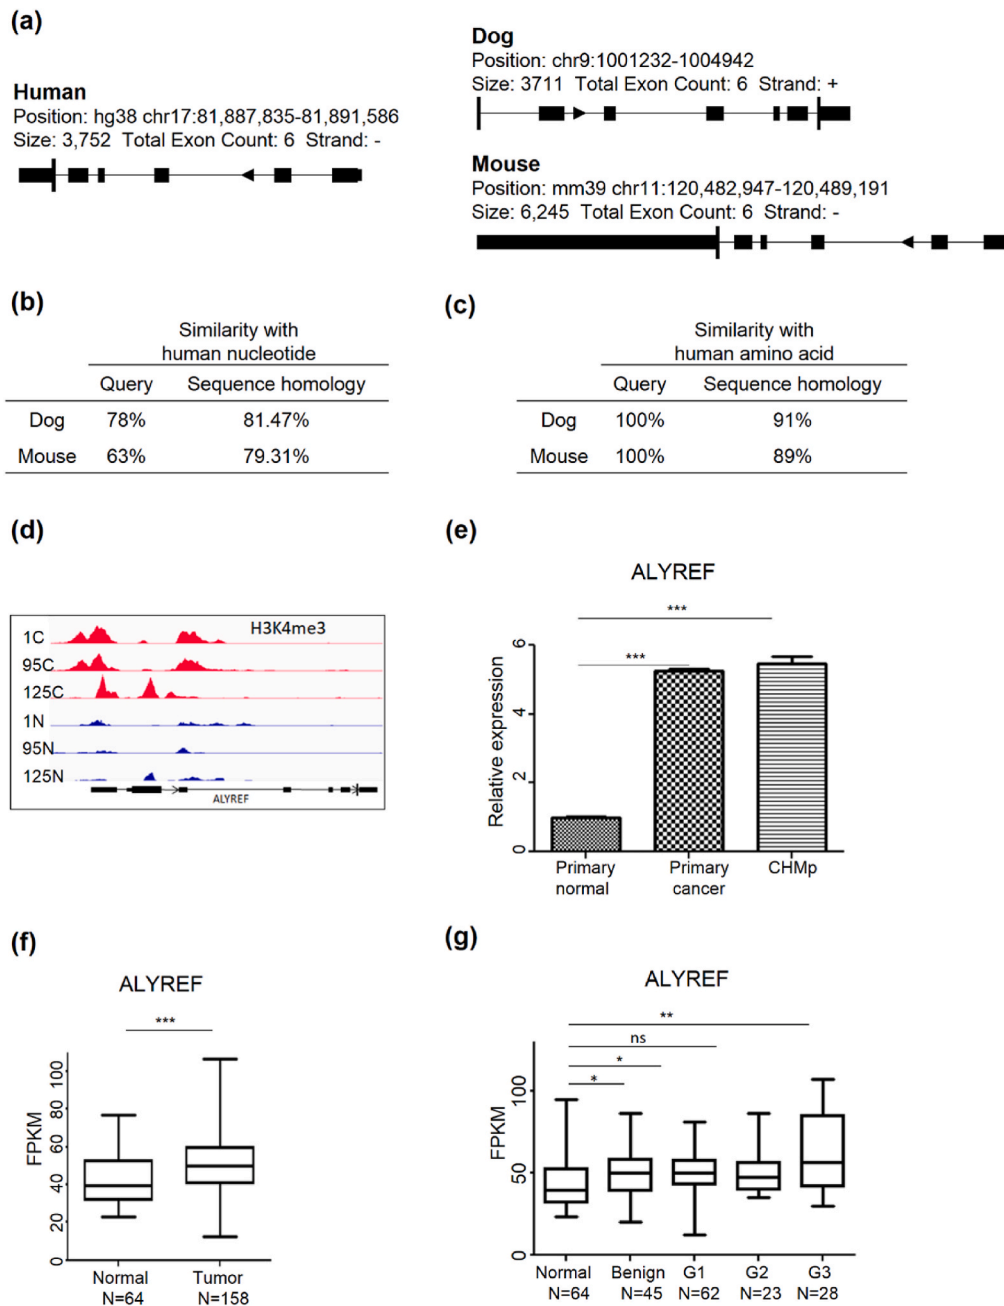 (a)
Human
Position: hg38 chr17:81,887,835-81,891,586
Size: 3,752 Total Exon Count: 6 Strand: -
Dog
Position: chr9:1001232-1004942
Size: 3711 Total Exon Count: 6 Strand: +
Mouse
Position: mm39 chr11:120,482,947-120,489,191
Size: 6,245 Total Exon Count: 6 Strand: -
(b)
Similarity with
human nucleotide
Query Sequence homology
Dog 78% 81.47%
Mouse 63% 79.31%
(c)
Similarity with
human amino acid
Query Sequence homology
Dog 100% 91%
Mouse 100% 89%
(d)
H3K4me3
1C
95C
125C
1N
95N
125N
ALYREF
(e)
ALYREF
***
***
Relative expression
6
4
2
0
Primary normal
Primary cancer
CHMp
(f)
ALYREF
***
FPKM
100
80
60
40
20
0
Normal Tumor
N=64 N=158
(g)
ALYREF
**
ns
*
*
FPKM
100
50
0
Normal Benign G1 G2 G3
N=64 N=45 N=62 N=23 N=28